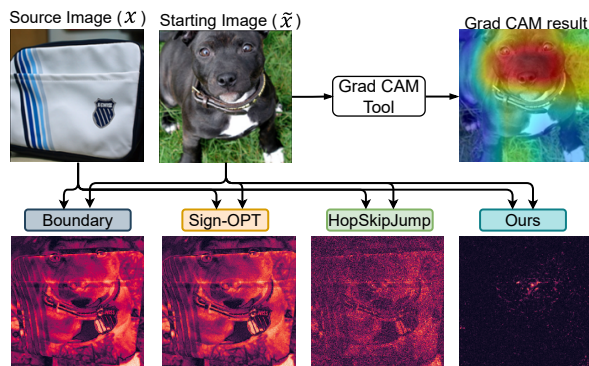 Source Image (x)
Starting Image (x̃)
Grad CAM result
Grad CAM
Tool
Boundary
Sign-OPT
HopSkipJump
Ours